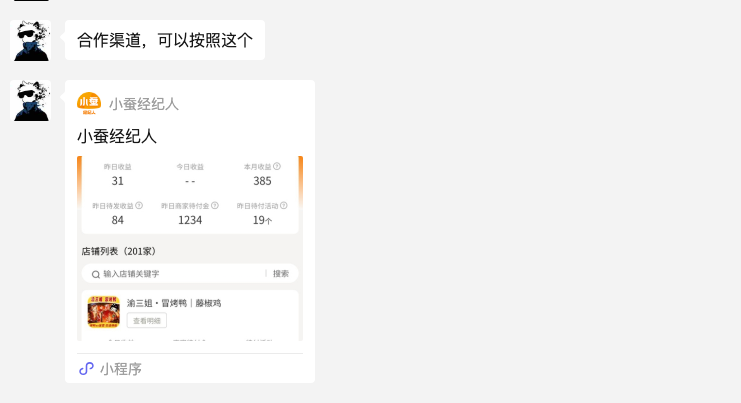 合作渠道，可以按照这个
小蚕
经纪人
小蚕经纪人
小蚕经纪人
昨日收益 今日收益 本月收益
31 -- 385
昨日待发收益 昨日商家待付金 昨日待付活动
84 1234 19个
店铺列表（201家）
输入店铺关键字 搜索
渝三姐·冒烤鸭｜藤椒鸡
查看明细
小程序